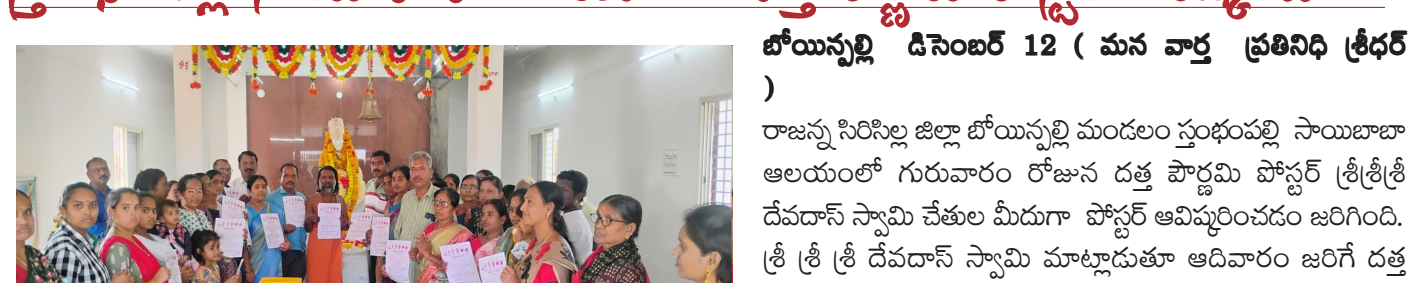 బోయిన్పల్లి డిసెంబర్ 12 ( మన వార్త ప్రతినిధి శ్రీధర్
)
రాజన్న సిరిసిల్ల జిల్లా బోయిన్పల్లి మండలం స్తంభంపల్లి సాయిబాబా
ఆలయంలో గురువారం రోజున దత్త పౌర్ణమి పోస్టర్ శ్రీశ్రీశ్రీ
దేవదాస్ స్వామి చేతుల మీదుగా పోస్టర్ ఆవిష్కరించడం జరిగింది.
శ్రీ శ్రీ శ్రీ దేవదాస్ స్వామి మాట్లాడుతూ ఆదివారం జరిగే దత్త